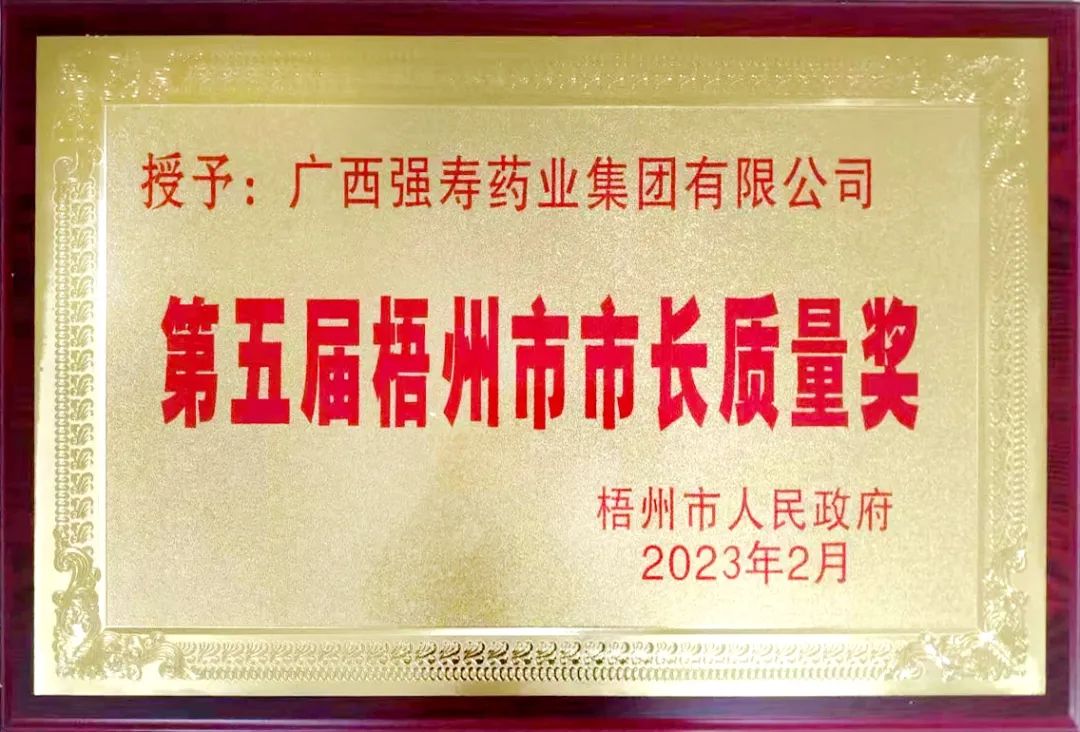 授予：广西强寿药业集团有限公司
第五届梧州市市长质量奖
梧州市人民政府
2023年2月